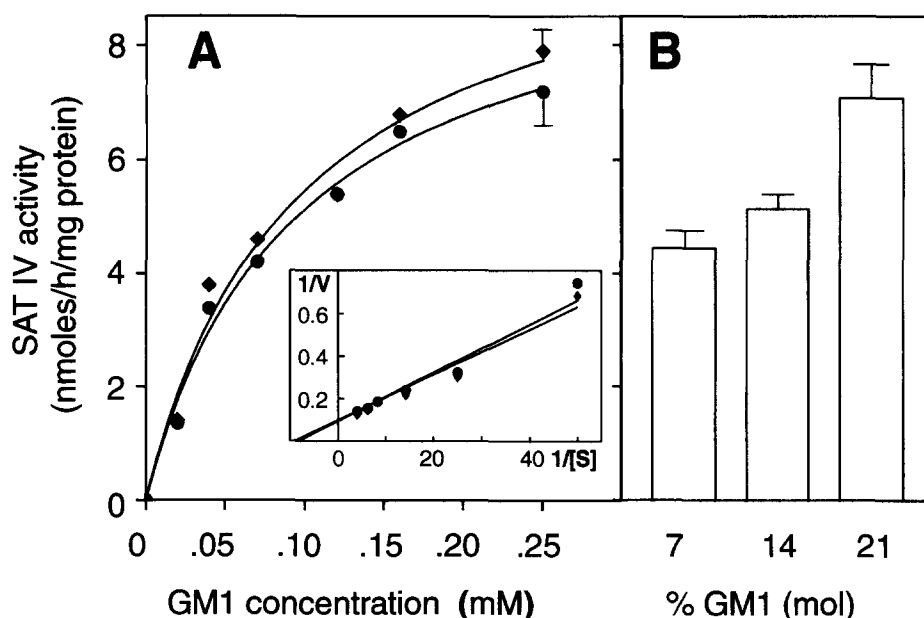 A
B
SAT IV activity
(nmoles/h/mg protein)
8
6
4
2
0
1/V
0.6
0.4
0.2
0 20 40 1/[S]
0 .05 .10 .15 .20 .25
GM1 concentration (mM)
7 14 21
% GM1 (mol)